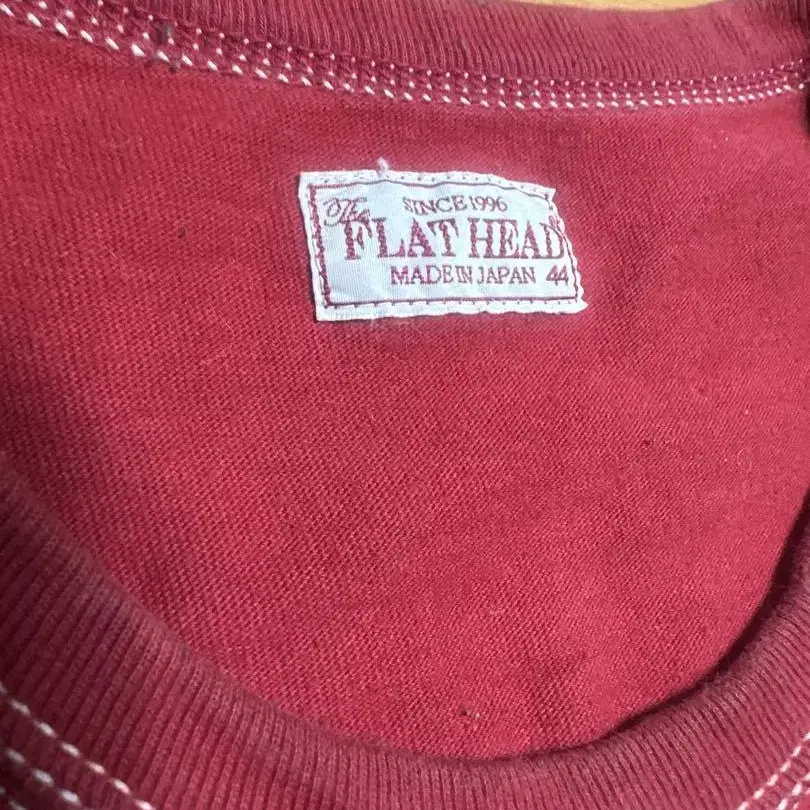 SINCE 1996
The FLAT HEAD
MADE IN JAPAN 44